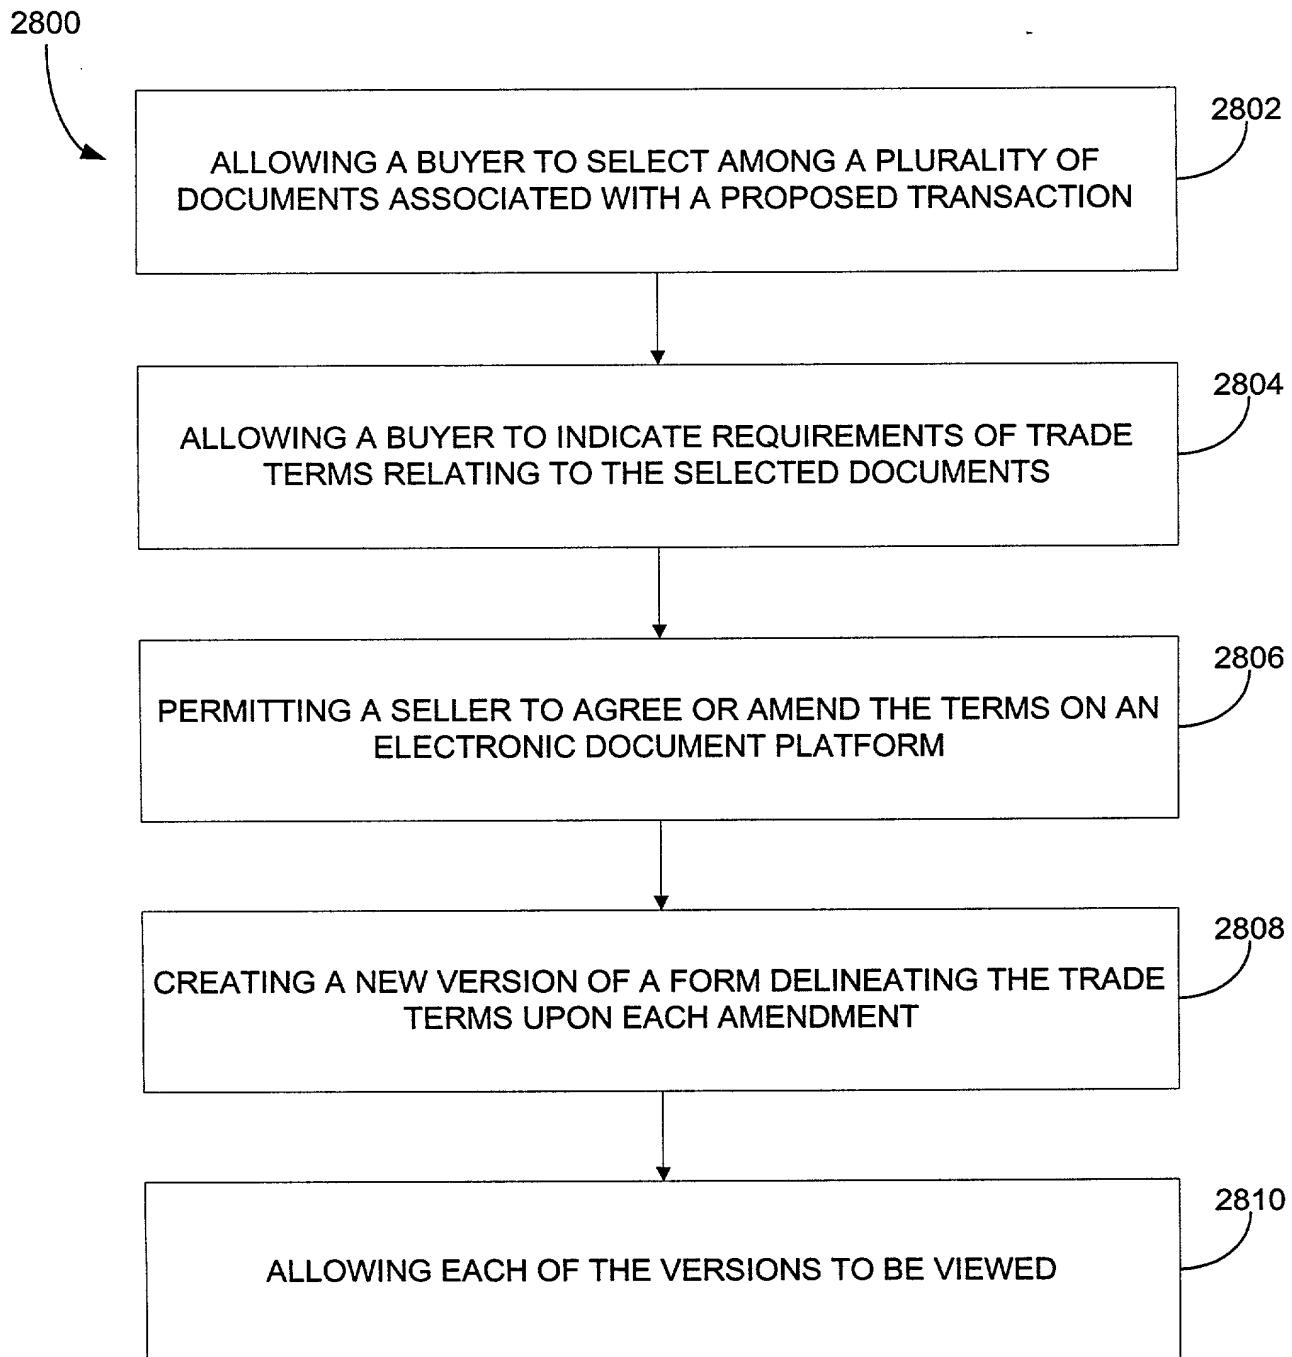 2800
2802
ALLOWING A BUYER TO SELECT AMONG A PLURALITY OF
DOCUMENTS ASSOCIATED WITH A PROPOSED TRANSACTION
2804
ALLOWING A BUYER TO INDICATE REQUIREMENTS OF TRADE
TERMS RELATING TO THE SELECTED DOCUMENTS
2806
PERMITTING A SELLER TO AGREE OR AMEND THE TERMS ON AN
ELECTRONIC DOCUMENT PLATFORM
2808
CREATING A NEW VERSION OF A FORM DELINEATING THE TRADE
TERMS UPON EACH AMENDMENT
2810
ALLOWING EACH OF THE VERSIONS TO BE VIEWED